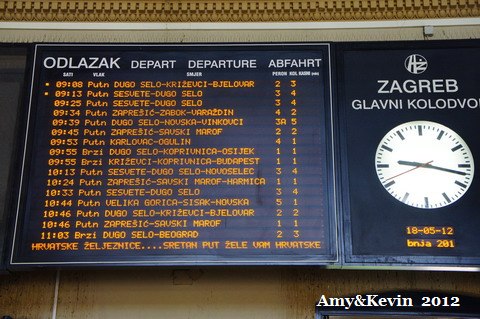 ODLAZAK DEPART DEPARTURE ABFAHRT
SATI VLAK SMJER PERON KOL KASNI (min)
09:08 Putn DUGO SELO-KRIŽEVCI-BJELOVAR 2 3
09:13 Putn SESVETE-DUGO SELO 3 4
09:25 Putn SESVETE-DUGO SELO 3 4
09:34 Putn ZAPREŠIĆ-ZABOK-VARAŽDIN 4 2
09:39 Putn DUGO SELO-NOVSKA-VINKOVCI 3A 5
09:45 Putn ZAPREŠIĆ-SAVSKI MAROF 2 2
09:53 Putn KARLOVAC-OGULIN 4 1
09:55 Brzi DUGO SELO-KOPRIVNICA-OSIJEK 1 1
09:55 Brzi KRIŽEVCI-KOPRIVNICA-BUDAPEST 1 1
10:13 Putn SESVETE-DUGO SELO-NOVOSELEC 3 4
10:24 Putn ZAPREŠIĆ-SAVSKI MAROF-HARMICA 1 1
10:33 Putn SESVETE-DUGO SELO 3 4
10:44 Putn VELIKA GORICA-SISAK-NOVSKA 5 1
10:46 Putn DUGO SELO-KRIŽEVCI-BJELOVAR 2 2
10:46 Putn ZAPREŠIĆ-SAVSKI MAROF 1 1
11:03 Brzi DUGO SELO-BEOGRAD 2 3
HRVATSKE ŽELJEZNICE....SRETAN PUT ŽELE VAM HRVATSKE
ZAGREB
GLAVNI KOLODVO
18-05-12
bnja 201
Amy&Kevin 2012